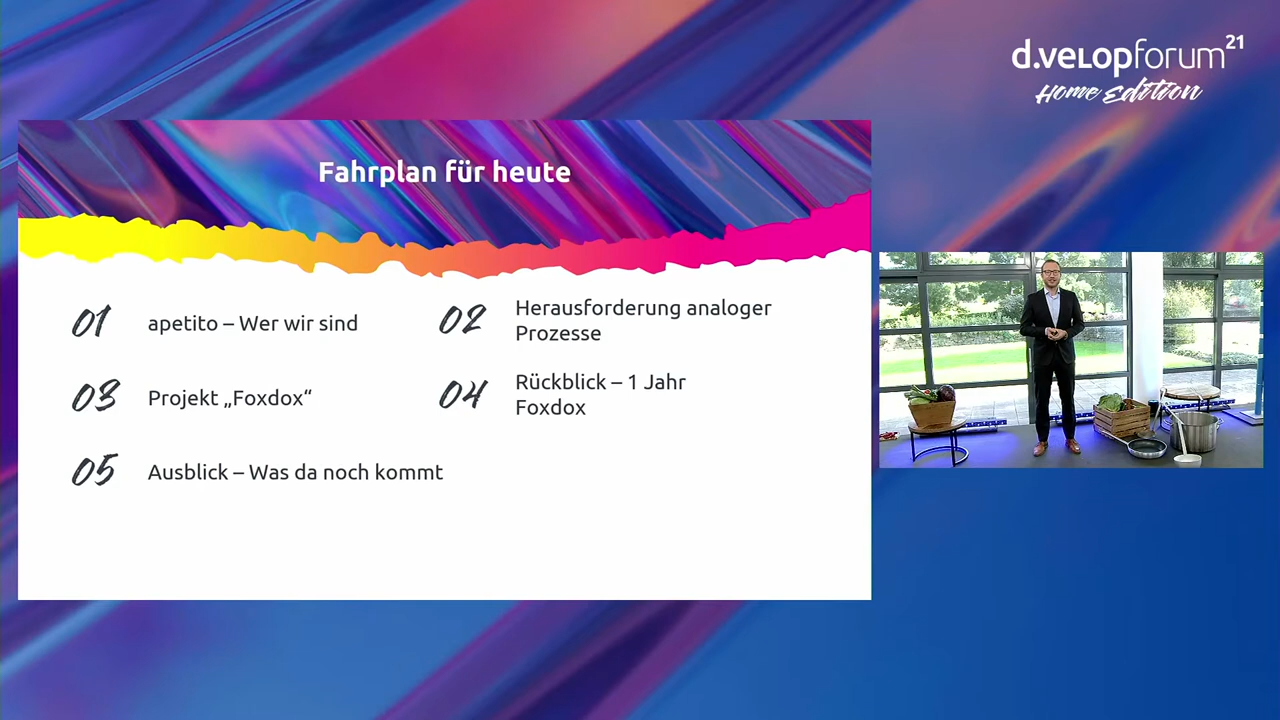 d.velopforum21
Home Edition
Fahrplan für heute
01 apetito – Wer wir sind
02 Herausforderung analoger
Prozesse
03 Projekt „Foxdox“
04 Rückblick – 1 Jahr
Foxdox
05 Ausblick – Was da noch kommt